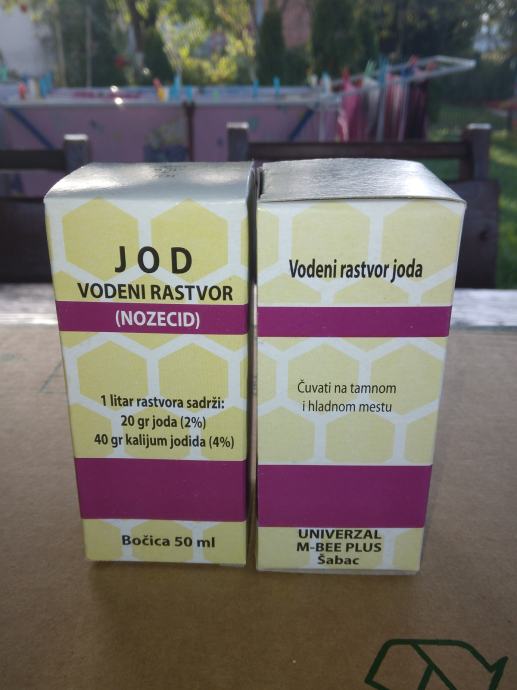 J O D
VODENI RASTVOR
(NOZECID)
1 litar rastvora sadrži:
20 gr joda (2%)
40 gr kalijum jodida (4%)
Bočica 50 ml
Vodeni rastvor joda
Čuvati na tamnom
i hladnom mestu
UNIVERZAL
M-BEE PLUS
Šabac